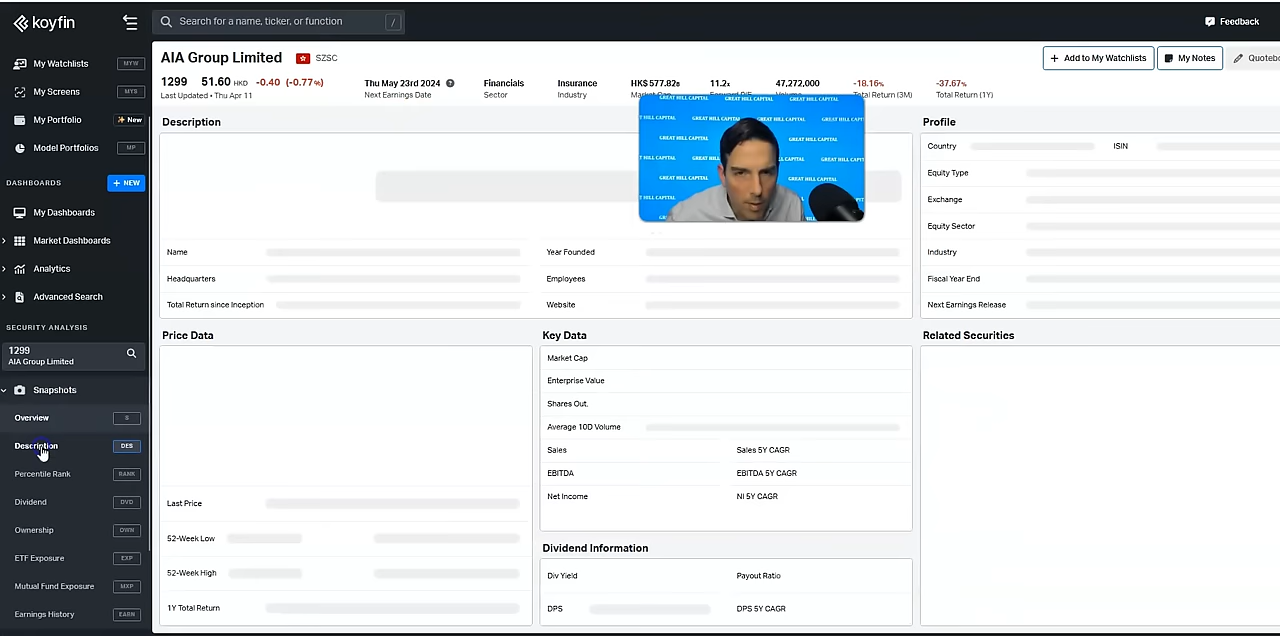 koyfin
Search for a name, ticker, or function /
Feedback
My Watchlists MYW
My Screens MYS
My Portfolio New
Model Portfolios MP
DASHBOARDS + NEW
My Dashboards
Market Dashboards
Analytics
Advanced Search
SECURITY ANALYSIS
1299
AIA Group Limited
Snapshots
Overview S
Description DES
Percentile Rank RANK
Dividend DVD
Ownership OWN
ETF Exposure EXP
Mutual Fund Exposure MXP
Earnings History EARN
AIA Group Limited SZSC
+ Add to My Watchlists
My Notes
1299 51.60 HKD -0.40 (-0.77%)
Last Updated • Thu Apr 11
Thu May 23rd 2024
Next Earnings Date
Financials
Sector
Insurance
Industry
HK$577.82B
11.2x
47,272,000
-18.16%
Total Return (3M)
-37.67%
Total Return (1Y)
GREAT HILL CAPITAL
Description
Name
Year Founded
Headquarters
Employees
Total Return since Inception
Website
Profile
Country
ISIN
Equity Type
Exchange
Equity Sector
Industry
Fiscal Year End
Next Earnings Release
Price Data
Last Price
52-Week Low
52-Week High
1Y Total Return
Key Data
Market Cap
Enterprise Value
Shares Out.
Average 10D Volume
Sales
Sales 5Y CAGR
EBITDA
EBITDA 5Y CAGR
Net Income
NI 5Y CAGR
Dividend Information
Div Yield
Payout Ratio
DPS
DPS 5Y CAGR
Related Securities